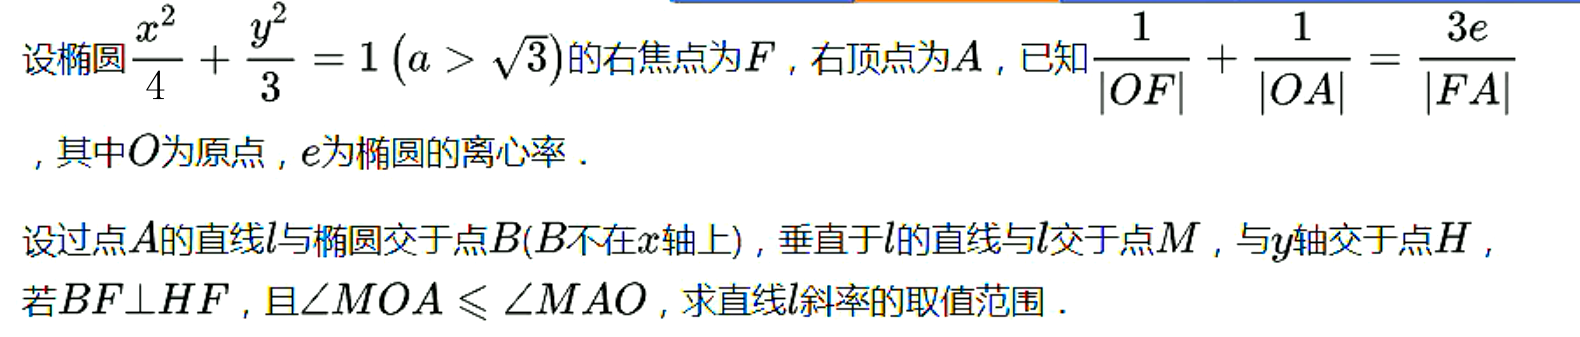 设椭圆$\frac{x^2}{4}+\frac{y^2}{3}=1(a>\sqrt{3})$的右焦点为$F$，右顶点为$A$，已知$\frac{1}{|OF|}+\frac{1}{|OA|}=\frac{3e}{|FA|}$
，其中$O$为原点，$e$为椭圆的离心率．
设过点$A$的直线$l$与椭圆交于点$B$($B$不在$x$轴上)，垂直于$l$的直线与$l$交于点$M$，与$y$轴交于点$H$，
若$BF\perp HF$，且$\angle MOA\leqslant\angle MAO$，求直线$l$斜率的取值范围．